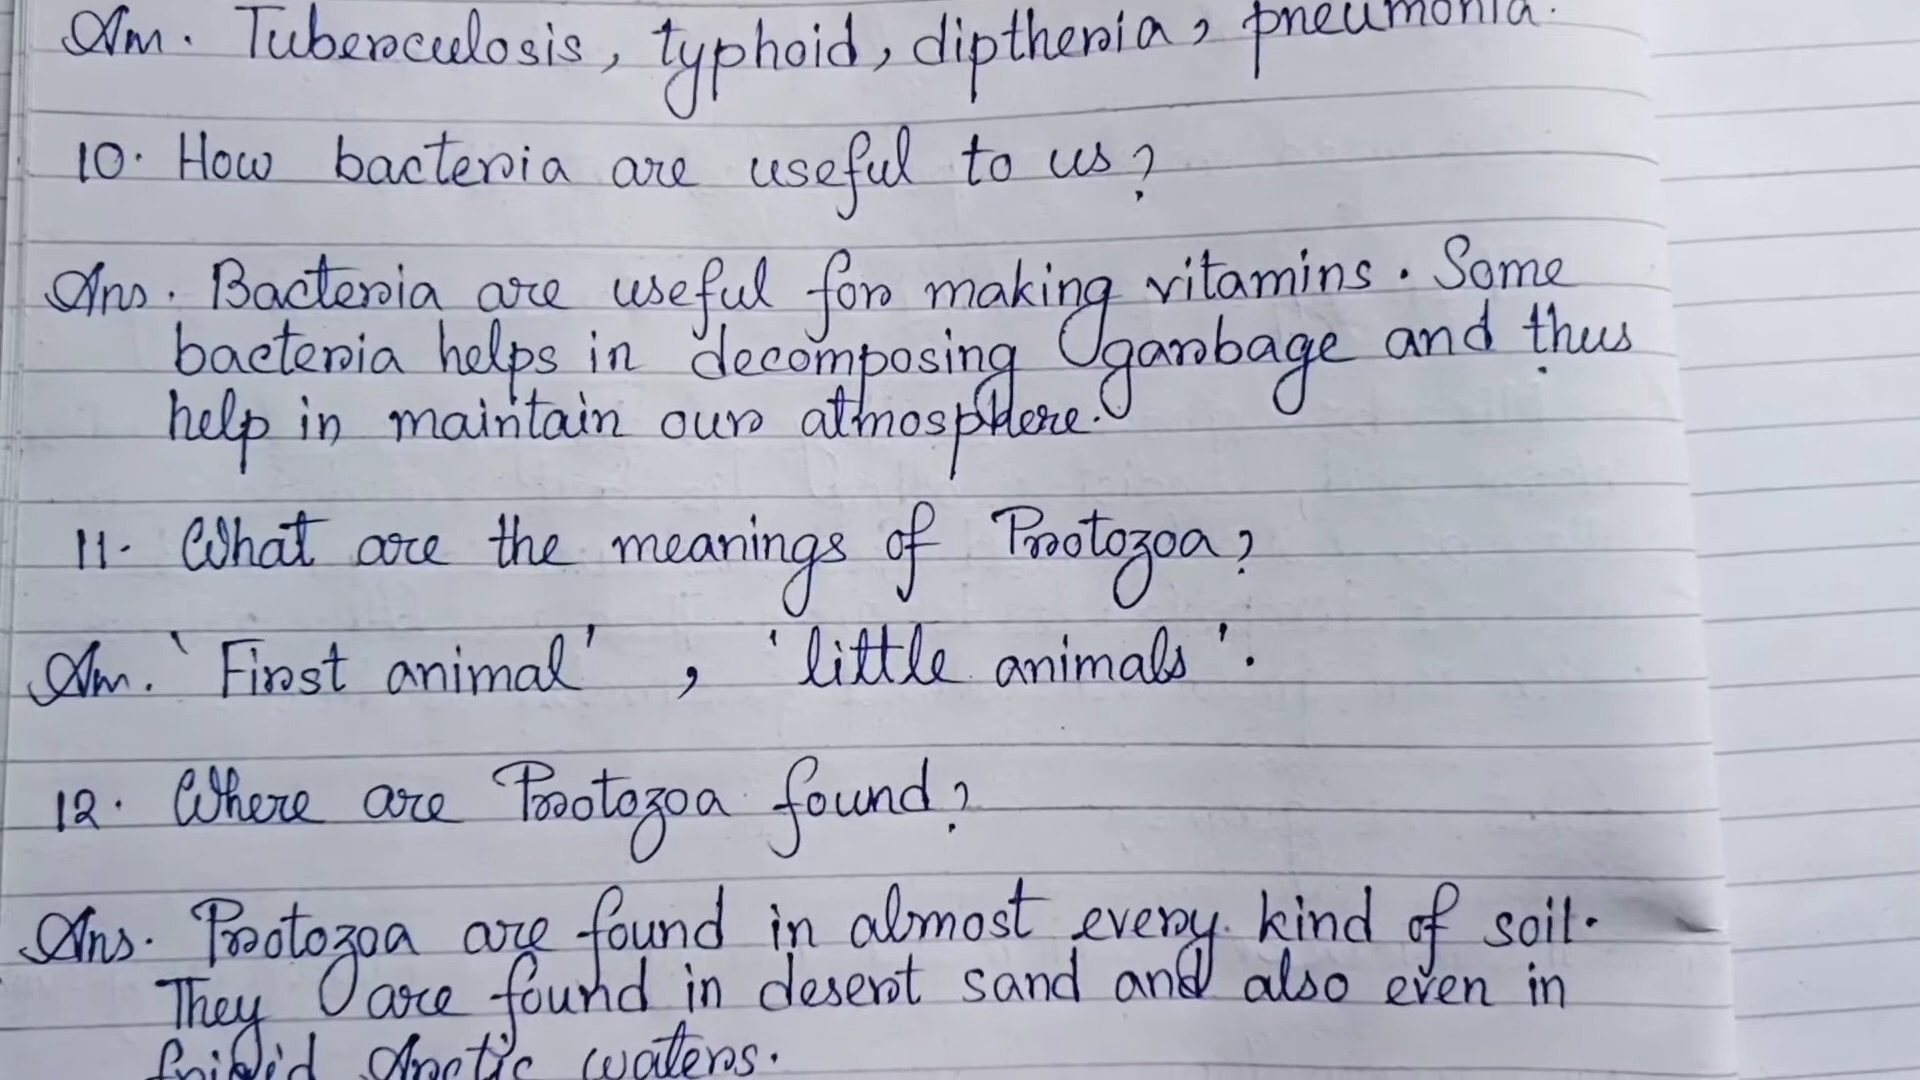 Ans. Tuberculosis, typhoid, diptheria, pneumonia.
10. How bacteria are useful to us?
Ans. Bacteria are useful for making vitamins. Some
bacteria helps in decomposing garbage and thus
help in maintain our atmosphere.
11. What are the meanings of Protozoa?
Ans. 'First animal', 'little animals'.
12. Where are Protozoa found?
Ans. Protozoa are found in almost every kind of soil.
They are found in desert sand and also even in
frigid Arctic waters.